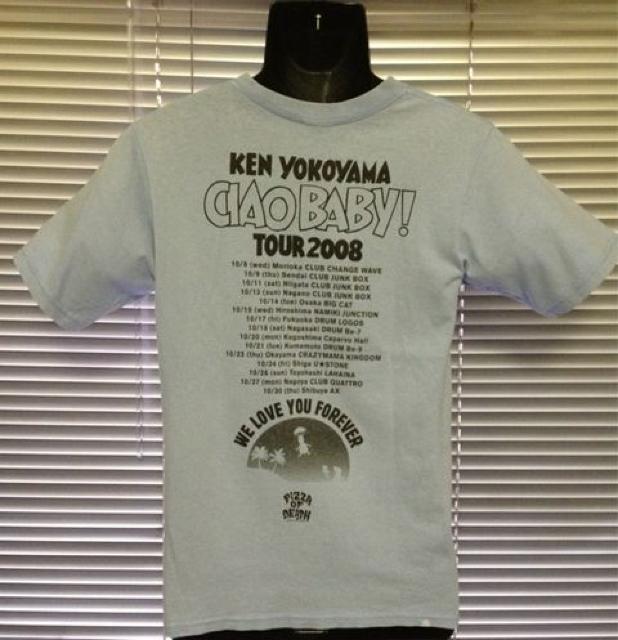 KEN YOKOYAMA
CIAO BABY!
TOUR 2008
10/8 (wed) Morioka CLUB CHANGE WAVE
10/9 (thu) Sendai CLUB JUNK BOX
10/11 (sat) Niigata CLUB JUNK BOX
10/12 (sun) Nagano CLUB JUNK BOX
10/14 (tue) Osaka BIG CAT
10/15 (wed) Hiroshima NAMIKI JUNCTION
10/17 (fri) Fukuoka DRUM LOGOS
10/18 (sat) Nagasaki DRUM Be-7
10/20 (mon) Kagoshima Caparvo Hall
10/21 (tue) Kumamoto DRUM Be-9
10/23 (thu) Okayama CRAZYMAMA KINGDOM
10/24 (fri) Shiga U★STONE
10/26 (sun) Toyohashi LAHAINA
10/27 (mon) Nagoya CLUB QUATTRO
10/30 (thu) Shibuya AX
WE LOVE YOU FOREVER
PIZZA
OF
DEATH